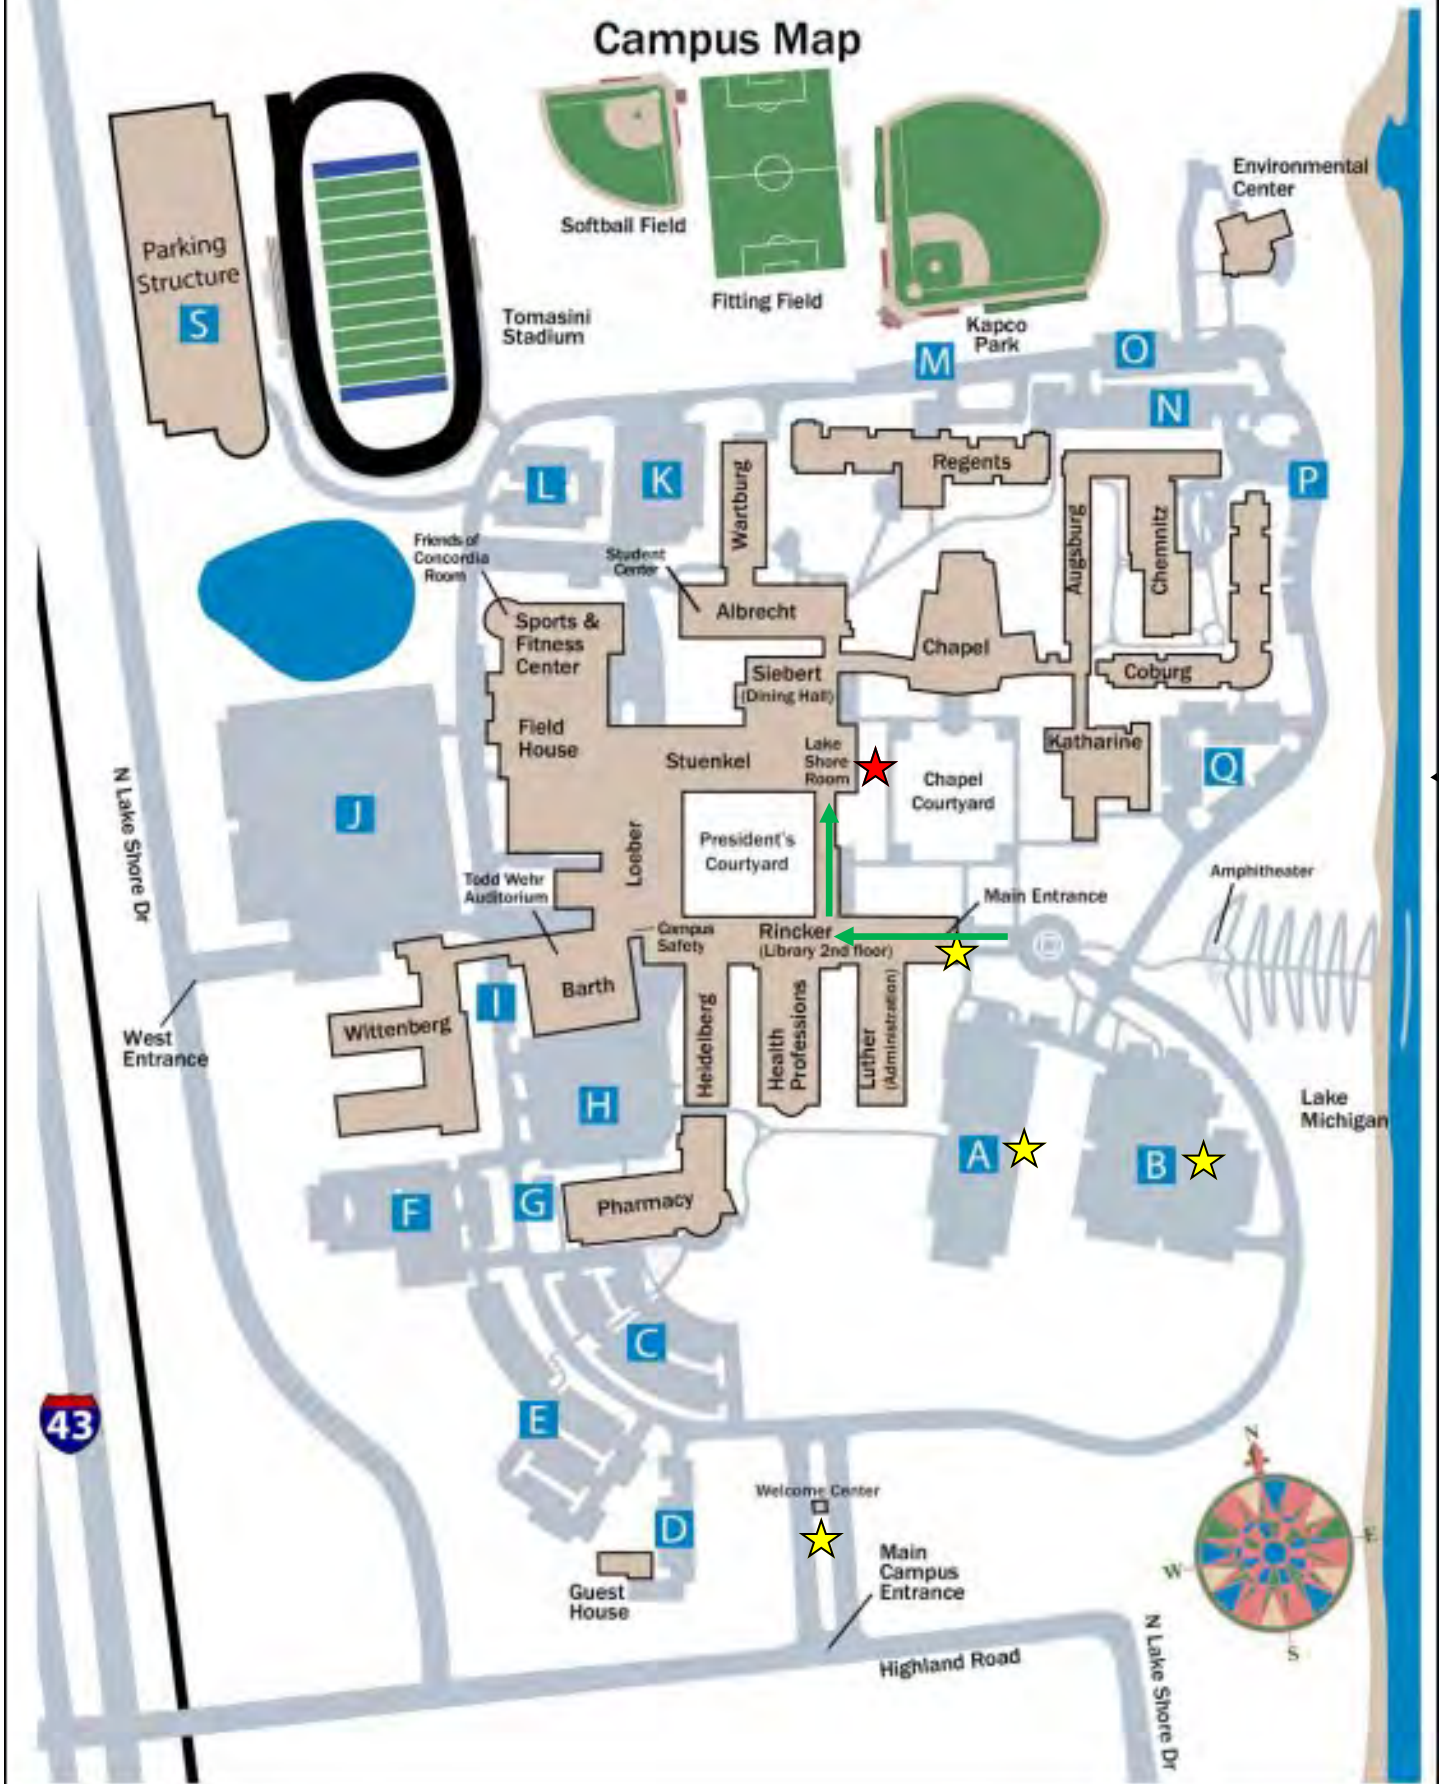 Campus Map
Environmental
Center
Softball Field
Parking
Structure
S
Fitting Field
Tomasini
Stadium
Kapco
Park
M
O
N
L
K
Wartburg
Regents
P
Augsburg
Chemnitz
Friends of
Concordia
Room
Student
Center
Albrecht
Sports &
Fitness
Center
Chapel
Siebert
(Dining Hall)
Coburg
Field
House
Stuenkel
Lake
Shore
Room
Katharine
Q
Chapel
Courtyard
N Lake Shore Dr
J
President's
Courtyard
Loeber
Todd Wehr
Auditorium
Amphitheater
Main Entrance
Campus
Safety
Rincker
(Library 2nd floor)
Barth
I
Wittenberg
West
Entrance
Heidelberg
Health
Professions
Luther
(Administration)
H
Lake
Michigan
A
B
G
F
Pharmacy
C
43
E
N
Welcome Center
D
E
W
S
Main
Campus
Entrance
Guest
House
Highland Road
N Lake Shore Dr